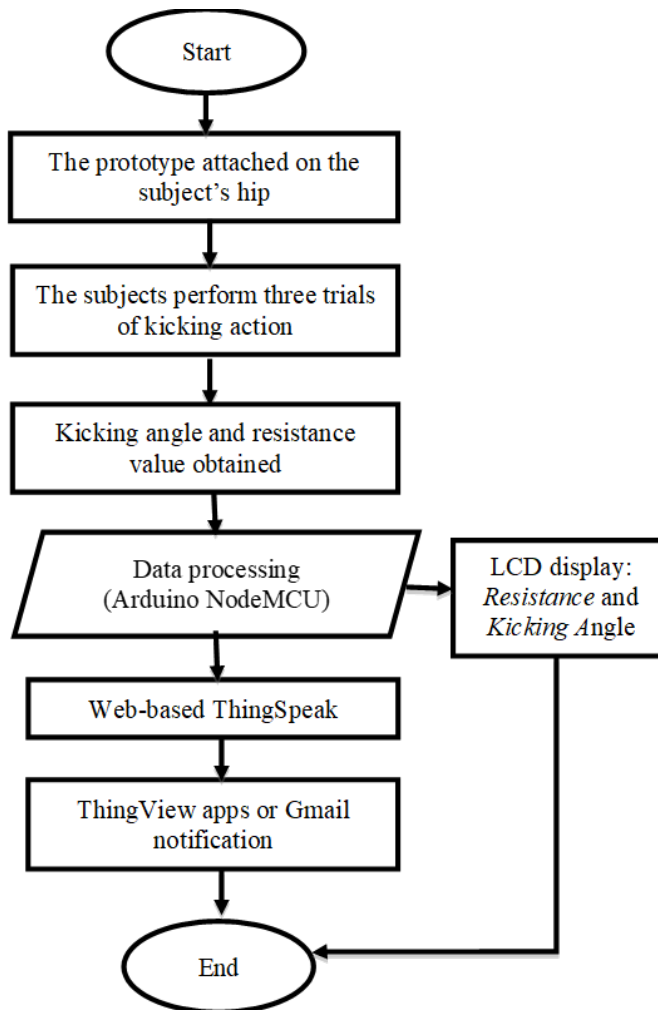 Start
The prototype attached on the
subject’s hip
The subjects perform three trials
of kicking action
Kicking angle and resistance
value obtained
Data processing
(Arduino NodeMCU)
LCD display:
Resistance and
Kicking Angle
Web-based ThingSpeak
ThingView apps or Gmail
notification
End